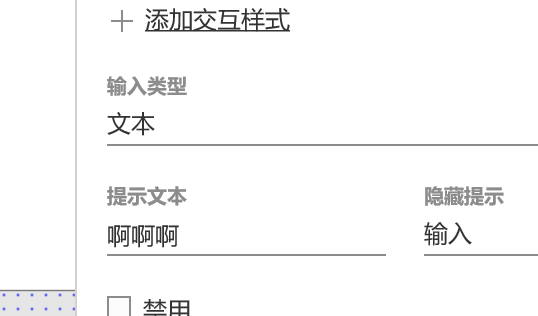 添加交互样式
输入类型
文本
提示文本 隐藏提示
啊啊啊 输入
禁用